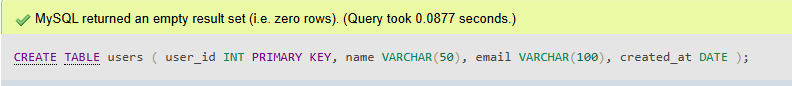 MySQL returned an empty result set (i.e. zero rows). (Query took 0.0877 seconds.)
CREATE TABLE users ( user_id INT PRIMARY KEY, name VARCHAR(50), email VARCHAR(100), created_at DATE );